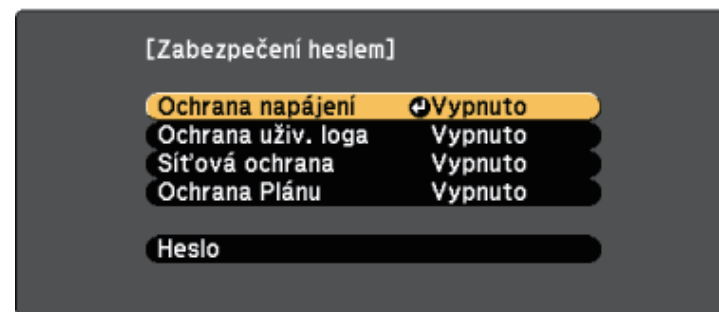 [Zabezpečení heslem]
Ochrana napájení Vypnuto
Ochrana uživ. loga Vypnuto
Síťová ochrana Vypnuto
Ochrana Plánu Vypnuto
Heslo